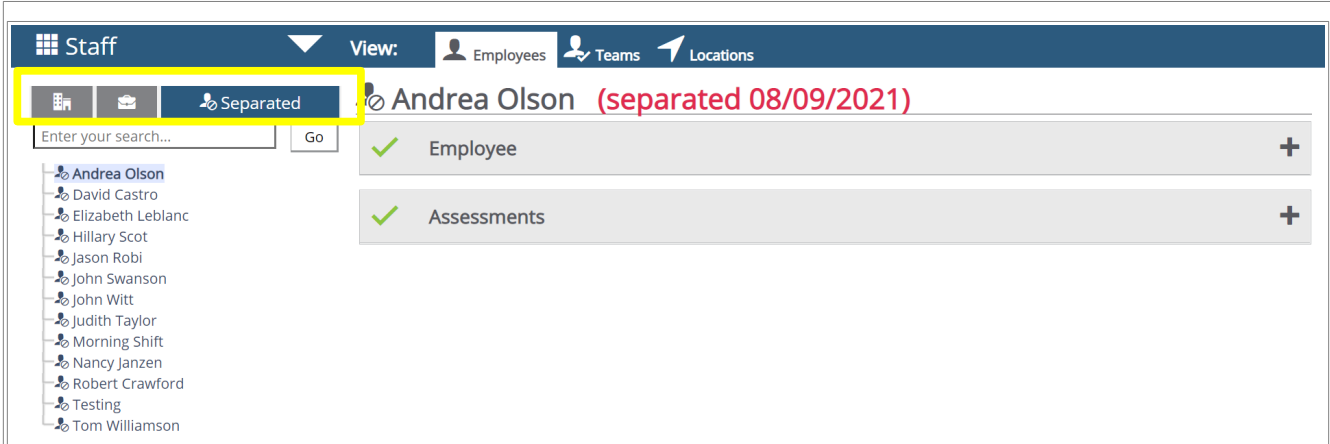 Staff
View: Employees Teams Locations
Separated
Enter your search... Go
Andrea Olson
David Castro
Elizabeth Leblanc
Hillary Scot
Jason Robi
John Swanson
John Witt
Judith Taylor
Morning Shift
Nancy Janzen
Robert Crawford
Testing
Tom Williamson
Andrea Olson (separated 08/09/2021)
Employee
Assessments